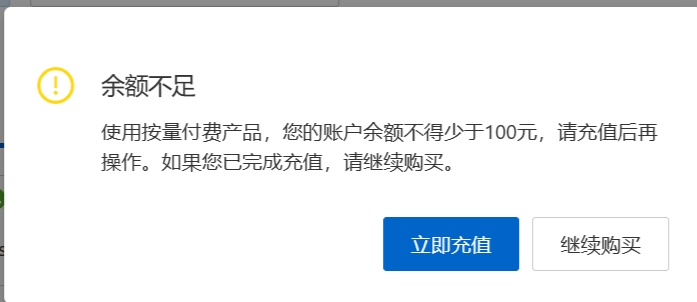 余额不足
使用按量付费产品，您的账户余额不得少于100元，请充值后再
操作。如果您已完成充值，请继续购买。
立即充值
继续购买